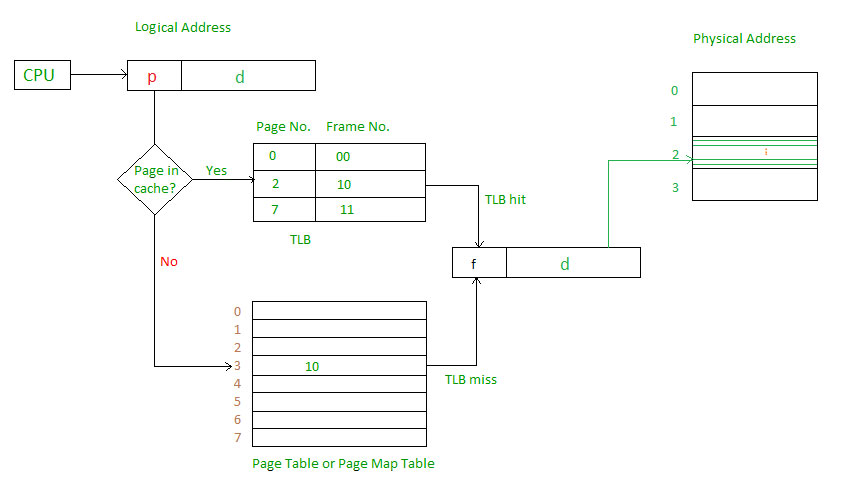 Logical Address
Physical Address
CPU
p d
0
1
2 i
3
Page No. Frame No.
0 00
2 10
7 11
TLB
Page in
cache?
Yes
No
TLB hit
f d
0
1
2
3 10
4
5
6
7
TLB miss
Page Table or Page Map Table